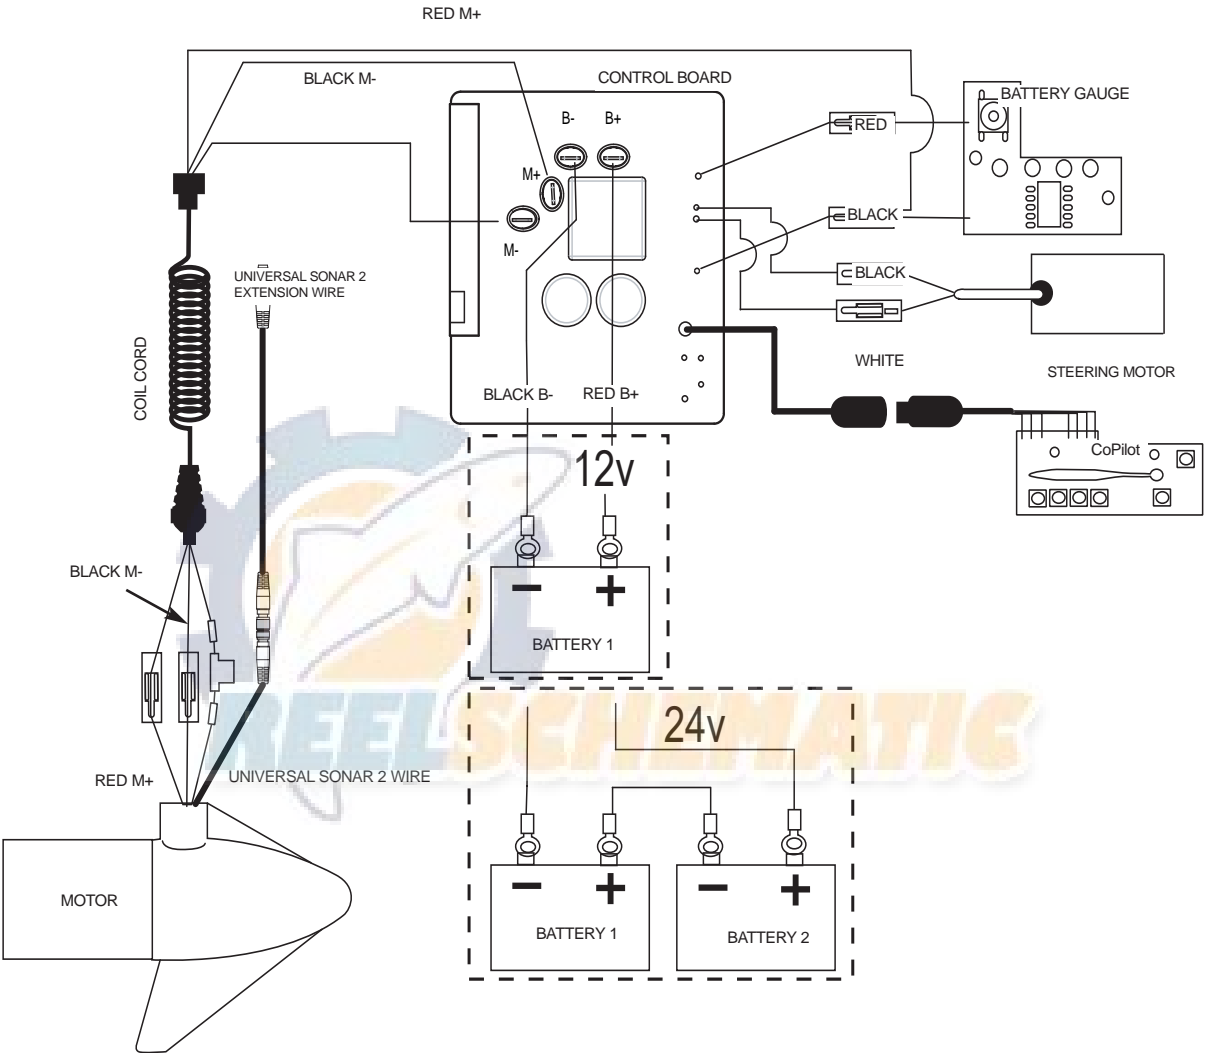 RED M+
BLACK M-
CONTROL BOARD
BATTERY GAUGE
B-
B+
RED
M+
BLACK
M-
UNIVERSAL SONAR 2
EXTENSION WIRE
BLACK
COIL CORD
WHITE
STEERING MOTOR
BLACK B-
RED B+
CoPilot
12v
BLACK M-
BATTERY 1
REELSCHEMATIC
24v
RED M+
UNIVERSAL SONAR 2 WIRE
MOTOR
BATTERY 1
BATTERY 2